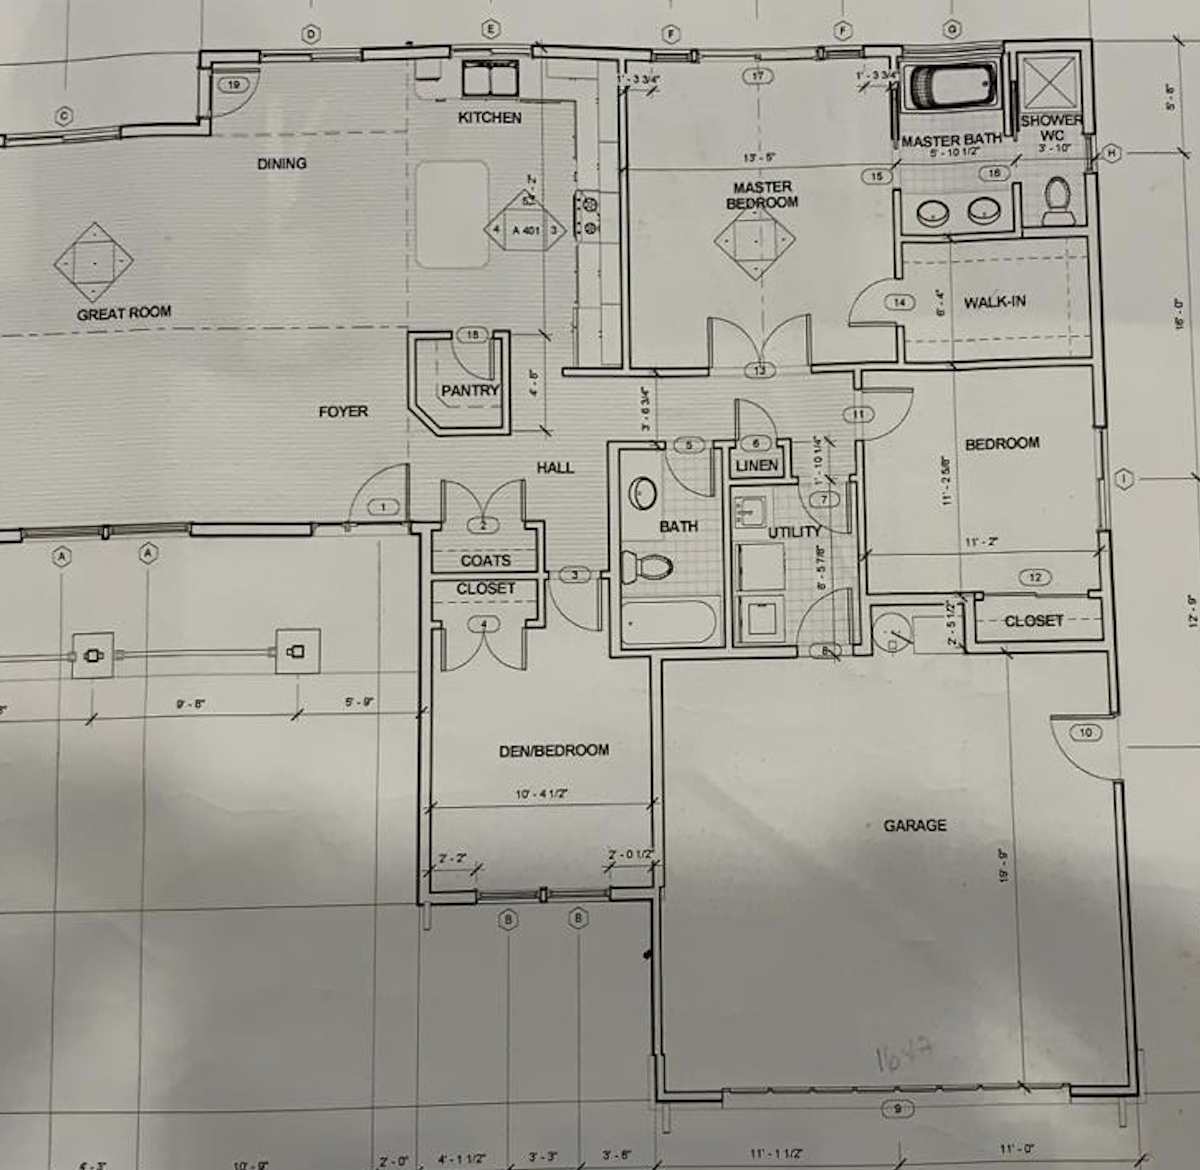 D
E
F
F
G
19
17
1' - 3 3/4"
1' - 3 3/4"
5' - 8"
C
KITCHEN
SHOWER
WC
3' - 10"
MASTER BATH
5' - 10 1/2"
H
DINING
13' - 5"
15
16
MASTER
BEDROOM
4
A 401
3
GREAT ROOM
14
6' - 4"
WALK-IN
16' - 0"
18
13
PANTRY
4' - 8"
3' - 6 3/4"
FOYER
11
5
6
BEDROOM
HALL
LINEN
1' - 10 1/4"
11' - 2 5/8"
I
1
2
7
BATH
UTILITY
A
A
11' - 2"
COATS
CLOSET
3
6' - 5 7/8"
12
4
2' - 5 1/2"
CLOSET
12' - 9"
8
9' - 8"
5' - 9"
10
DEN/BEDROOM
10' - 4 1/2"
GARAGE
19' - 9"
2' - 2"
2' - 0 1/2"
B
B
16x7
9
4' - 3"
10' - 9"
2' - 0"
4' - 1 1/2"
3' - 3"
3' - 6"
11' - 1 1/2"
11' - 0"